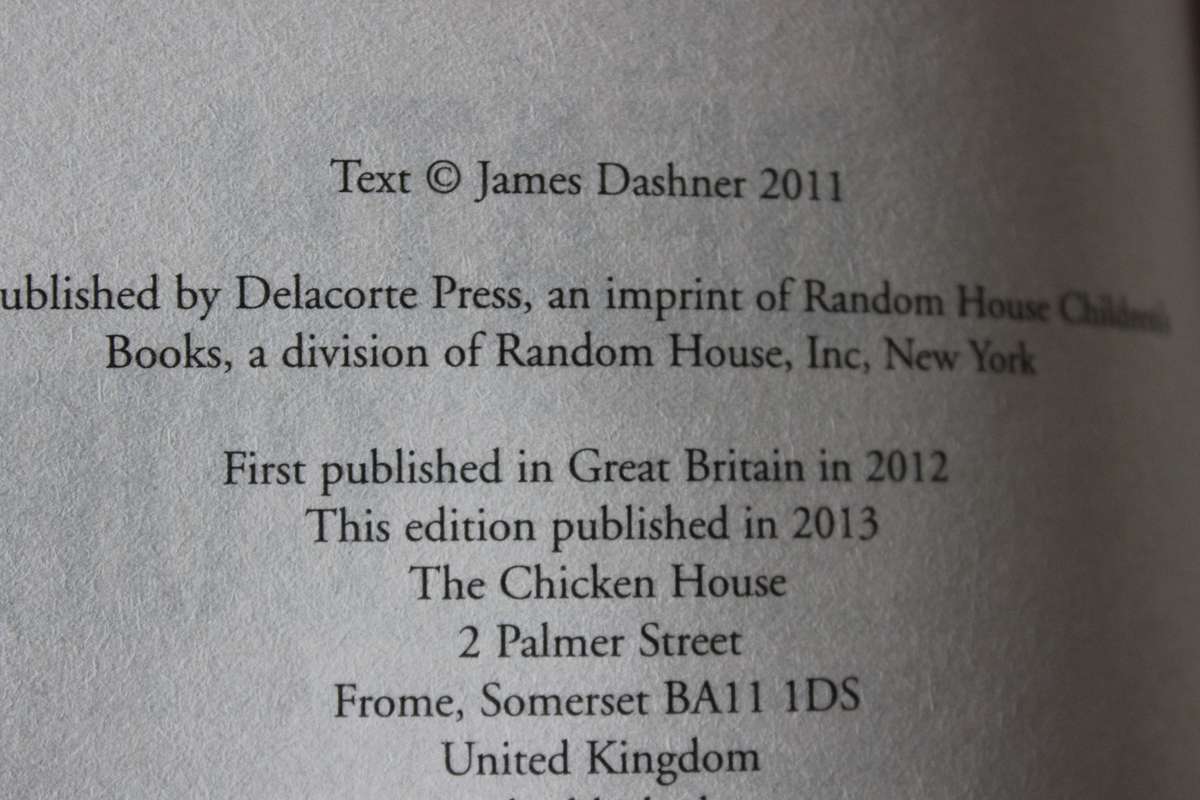 Text © James Dashner 2011
ublished by Delacorte Press, an imprint of Random House Children's
Books, a division of Random House, Inc, New York
First published in Great Britain in 2012
This edition published in 2013
The Chicken House
2 Palmer Street
Frome, Somerset BA11 1DS
United Kingdom